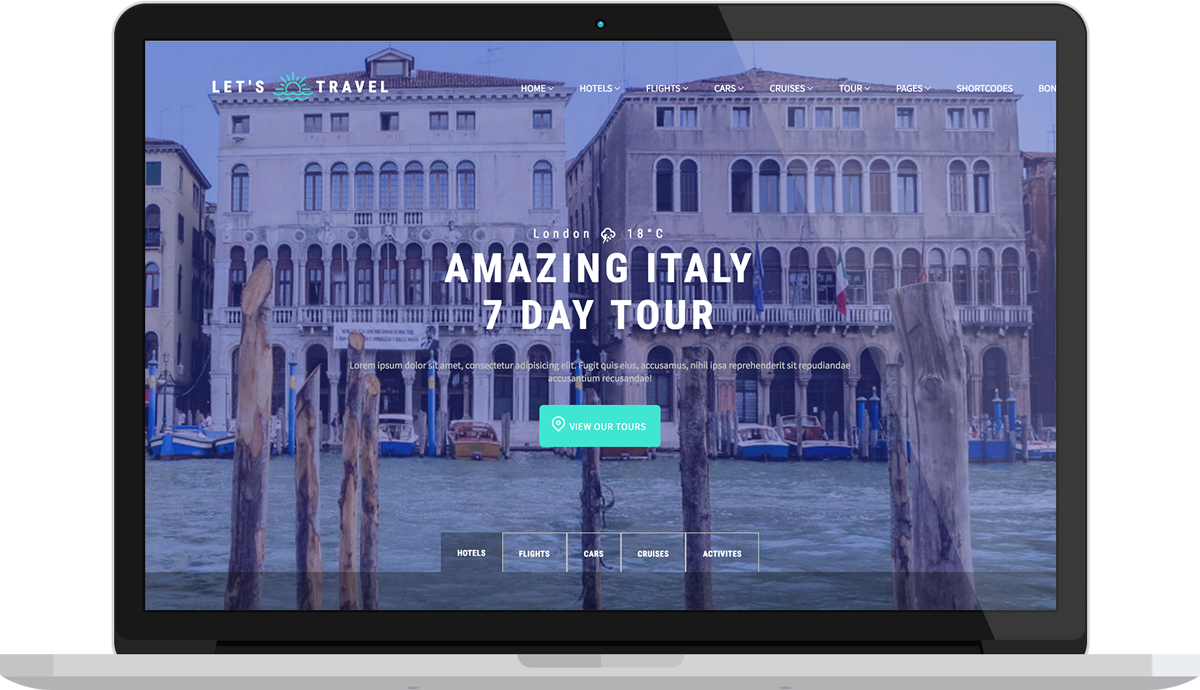 LET'S TRAVEL
HOME HOTELS FLIGHTS CARS CRUISES TOUR PAGES SHORTCODES BON
London 18°C
AMAZING ITALY
7 DAY TOUR
Lorem ipsum dolor sit amet, consectetur adipisicing elit. Fugit quis eius, accusamus, nihil ipsa reprehenderit sit repudiandae
accusantium recusandae!
VIEW OUR TOURS
HOTELS FLIGHTS CARS CRUISES ACTIVITES